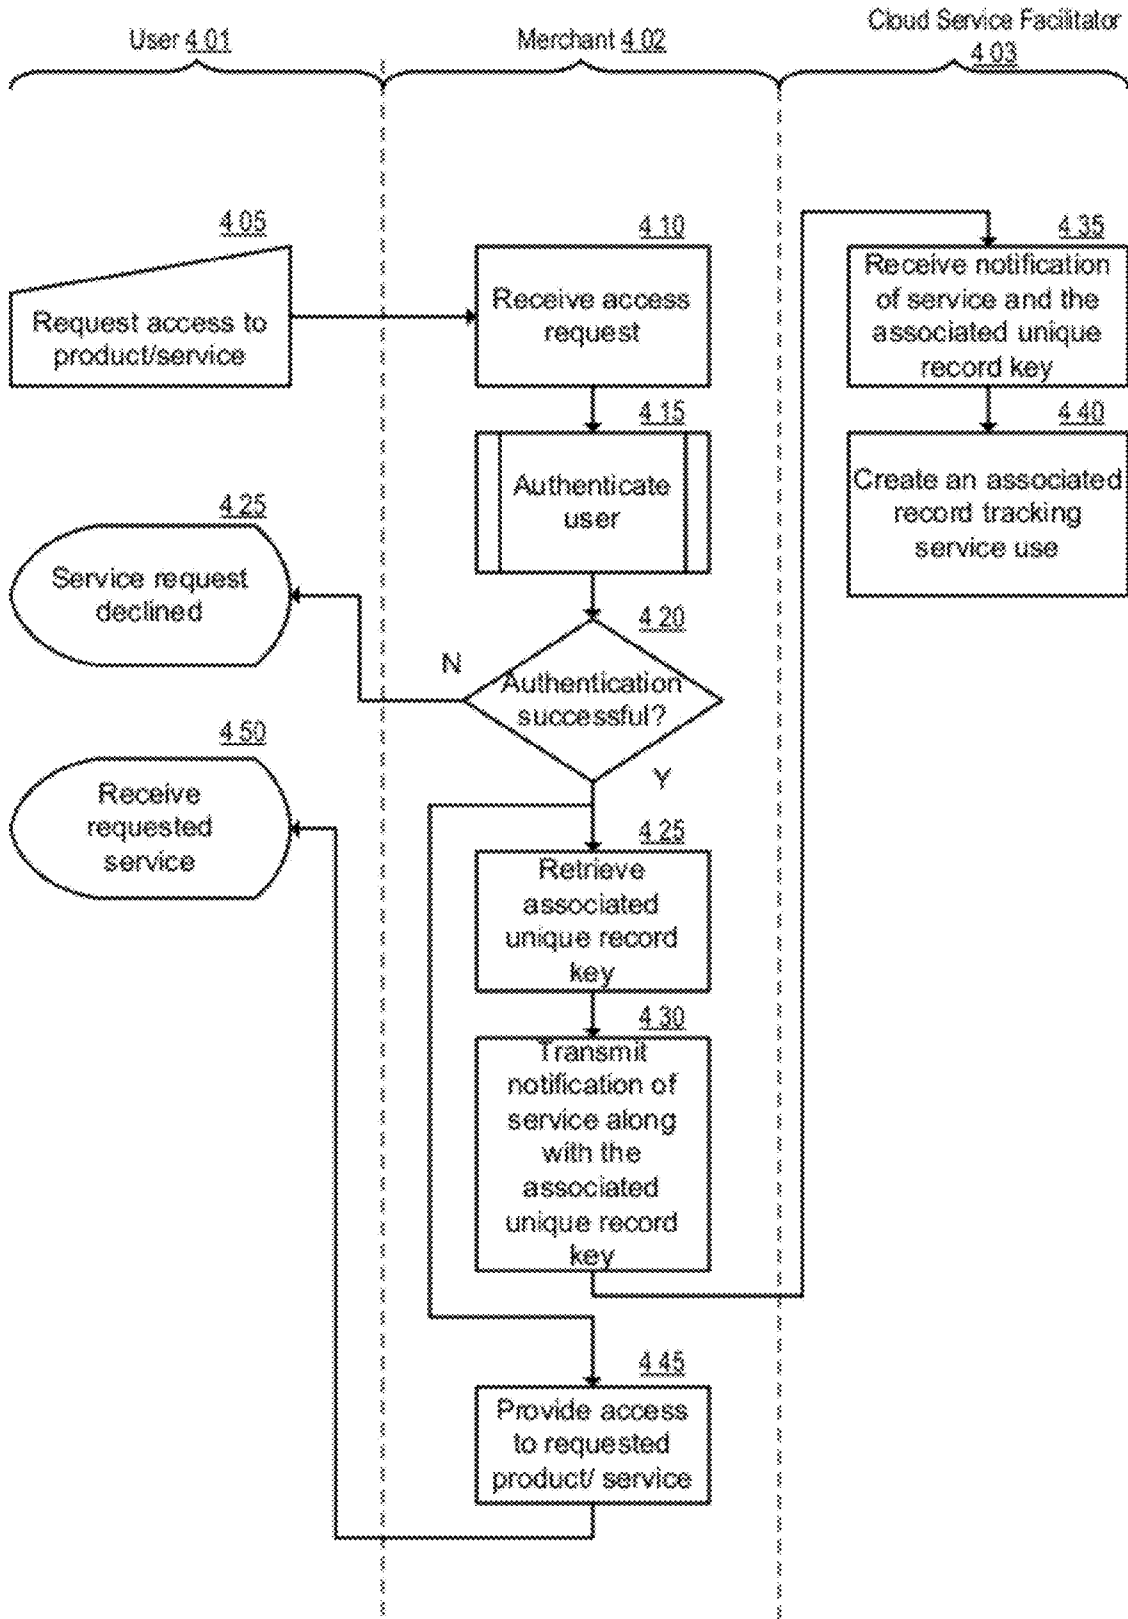 User 4.01
Merchant 4.02
Cloud Service Facilitator
4.03
4.05
Request access to
product/service
4.10
Receive access
request
4.35
Receive notification
of service and the
associated unique
record key
4.15
Authenticate
user
4.40
Create an associated
record tracking
service use
4.25
Service request
declined
4.20
Authentication
successful?
N
Y
4.50
Receive
requested
service
4.25
Retrieve
associated
unique record
key
4.30
Transmit
notification of
service along
with the
associated
unique record
key
4.45
Provide access
to requested
product/ service